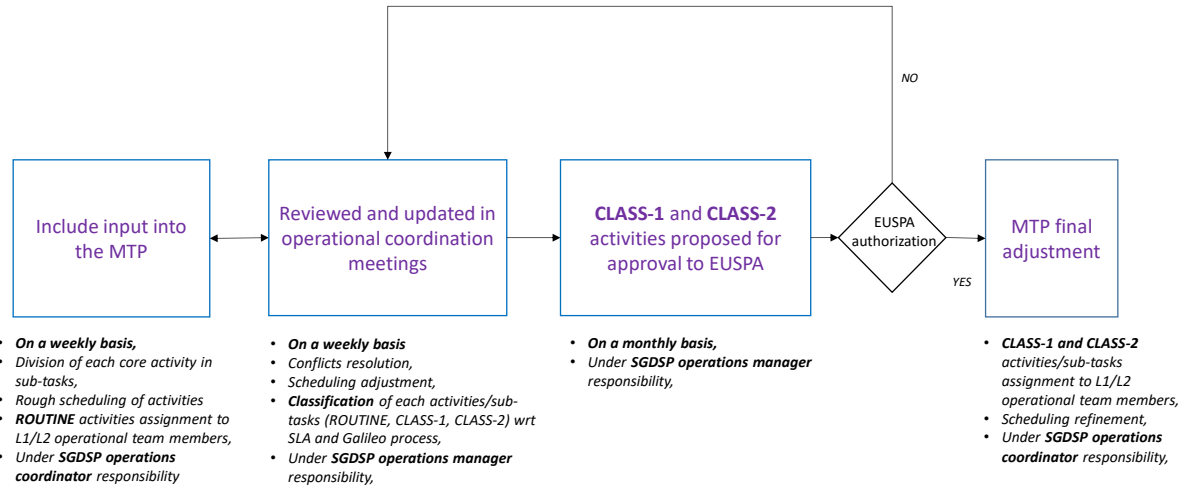 NO
Include input into
the MTP
Reviewed and updated in
operational coordination
meetings
CLASS-1 and CLASS-2
activities proposed for
approval to EUSPA
EUSPA
authorization
YES
MTP final
adjustment
• On a weekly basis,
• Division of each core activity in
sub-tasks,
• Rough scheduling of activities
• ROUTINE activities assignment to
L1/L2 operational team members,
• Under SGDSP operations
coordinator responsibility
• On a weekly basis
• Conflicts resolution,
• Scheduling adjustment,
• Classification of each activities/sub-
tasks (ROUTINE, CLASS-1, CLASS-2) wrt
SLA and Galileo process,
• Under SGDSP operations manager
responsibility,
• On a monthly basis,
• Under SGDSP operations manager
responsibility,
• CLASS-1 and CLASS-2
activities/sub-tasks
assignment to L1/L2
operational team members,
• Scheduling refinement,
• Under SGDSP operations
coordinator responsibility,